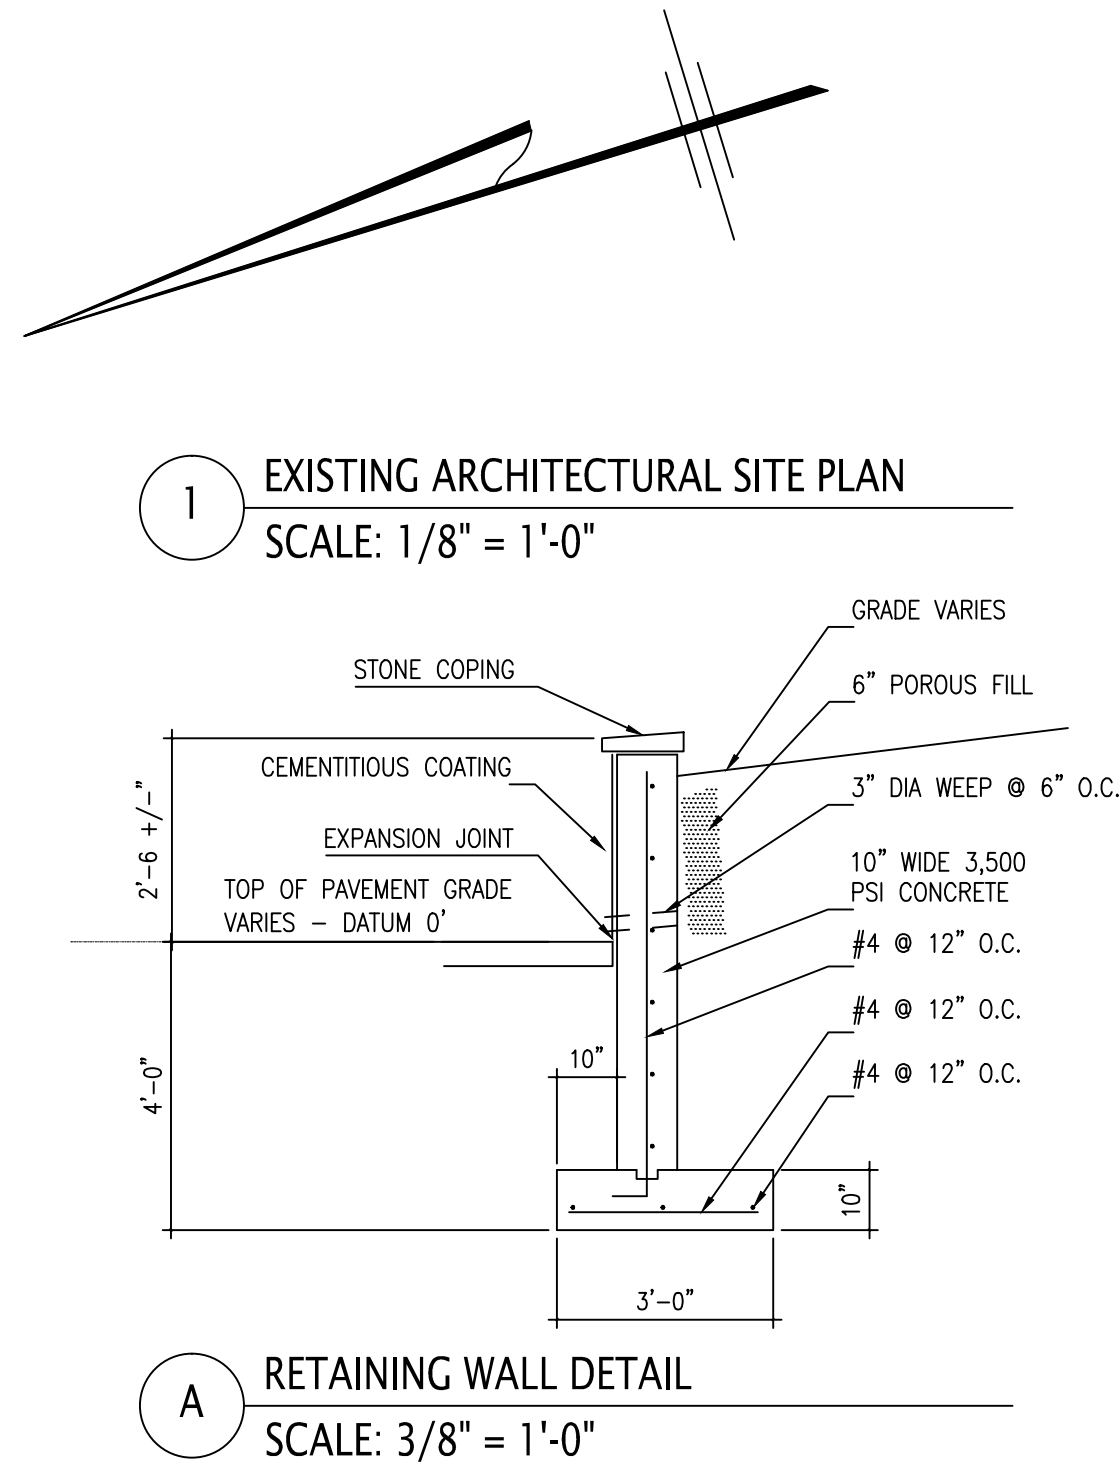 1
EXISTING ARCHITECTURAL SITE PLAN
SCALE: 1/8" = 1'-0"
GRADE VARIES
STONE COPING
6" POROUS FILL
CEMENTITIOUS COATING
3" DIA WEEP @ 6" O.C.
2'-6 +/-"
EXPANSION JOINT
10" WIDE 3,500
PSI CONCRETE
TOP OF PAVEMENT GRADE
VARIES - DATUM 0'
#4 @ 12" O.C.
#4 @ 12" O.C.
10"
#4 @ 12" O.C.
4'-0"
10"
3'-0"
A
RETAINING WALL DETAIL
SCALE: 3/8" = 1'-0"